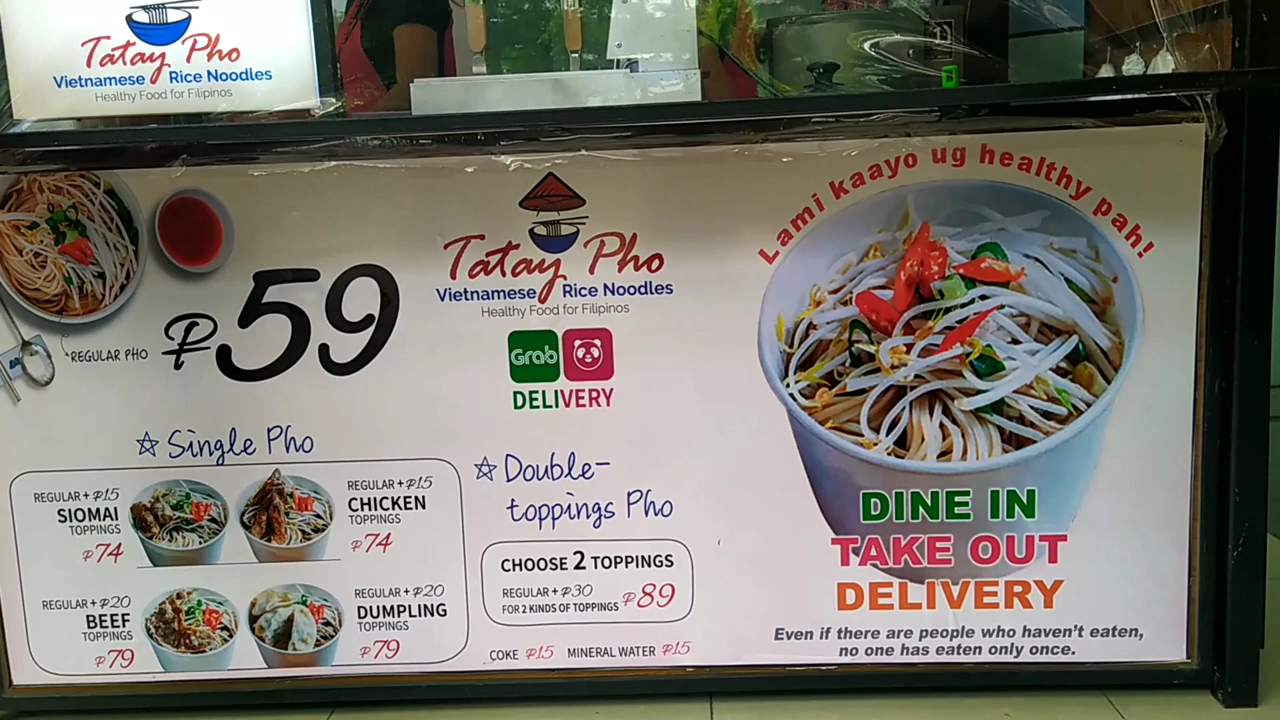 Tatay Pho
Vietnamese Rice Noodles
Healthy Food for Filipinos
Lami kaayo ug healthy pah!
Tatay Pho
Vietnamese Rice Noodles
Healthy Food for Filipinos
REGULAR PHO
₱59
Grab
DELIVERY
☆ Single Pho
REGULAR + ₱15
SIOMAI
TOPPINGS
₱74
REGULAR + ₱15
CHICKEN
TOPPINGS
₱74
REGULAR + ₱20
BEEF
TOPPINGS
₱79
REGULAR + ₱20
DUMPLING
TOPPINGS
₱79
☆ Double-
toppings Pho
CHOOSE 2 TOPPINGS
REGULAR + ₱30
FOR 2 KINDS OF TOPPINGS ₱89
COKE ₱15 MINERAL WATER ₱15
DINE IN
TAKE OUT
DELIVERY
Even if there are people who haven't eaten,
no one has eaten only once.